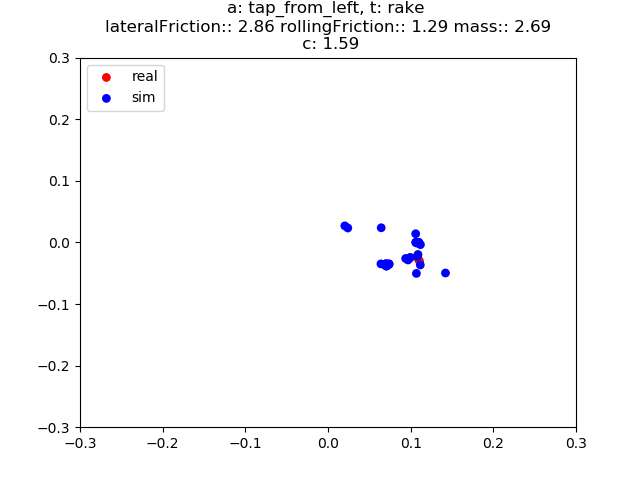 a: tap_from_left, t: rake
lateralFriction:: 2.86 rollingFriction:: 1.29 mass:: 2.69
c: 1.59
real
sim
0.3
0.2
0.1
0.0
−0.1
−0.2
−0.3
−0.3 −0.2 −0.1 0.0 0.1 0.2 0.3